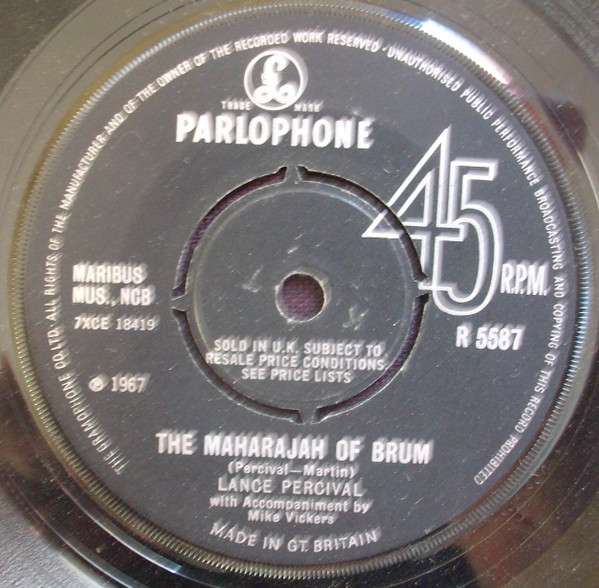 THE GRAMOPHONE CO. LTD. ALL RIGHTS OF THE MANUFACTURER AND OF THE OWNER OF THE RECORDED WORK RESERVED · UNAUTHORISED PUBLIC PERFORMANCE BROADCASTING AND COPYING OF THIS RECORD PROHIBITED
£
TRADE MARK
PARLOPHONE
45
R.P.M.
MARIBUS
MUS., NCB
7XCE 18419
R 5587
SOLD IN U.K. SUBJECT TO
RESALE PRICE CONDITIONS
SEE PRICE LISTS
℗ 1967
THE MAHARAJAH OF BRUM
(Percival—Martin)
LANCE PERCIVAL
with Accompaniment by
Mike Vickers
MADE IN GT. BRITAIN